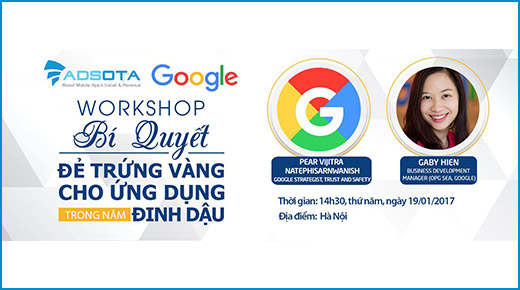 ADSOTA
Boost Mobile App's Install & Revenue
Google
WORKSHOP
Bí Quyết
ĐẺ TRỨNG VÀNG
CHO ỨNG DỤNG
TRONG NĂM ĐINH DẬU
G
PEAR VIJITRA
NATEPHISARNWANISH
GOOGLE STRATEGIST, TRUST AND SAFETY
GABY HIEN
BUSINESS DEVELOPMENT
MANAGER (OPG SEA, GOOGLE)
Thời gian: 14h30, thứ năm, ngày 19/01/2017
Địa điểm: Hà Nội